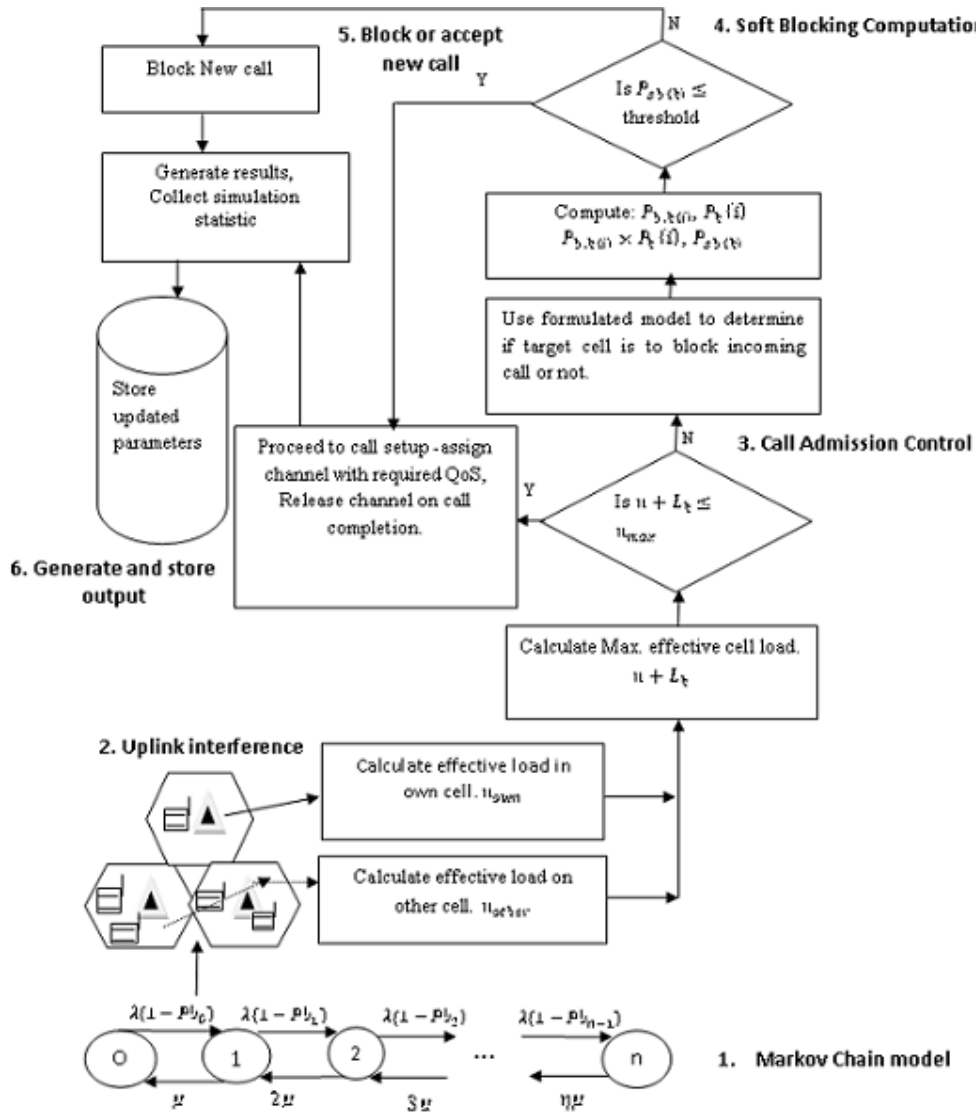 N
4. Soft Blocking Computation
5. Block or accept
new call
Block New call
Y
Is P_sb(t) ≤
threshold
Generate results,
Collect simulation
statistic
Compute: P_b,t(i), P_t{i}
P_b,t(i) × P_t{i}, P_sb(t)
Use formulated model to determine
if target cell is to block incoming
call or not.
Store
updated
parameters
Proceed to call setup -assign
channel with required QoS,
Release channel on call
completion.
N
3. Call Admission Control
Y
Is n + L_t ≤
n_max
6. Generate and store
output
Calculate Max. effective cell load.
n + L_t
2. Uplink interference
Calculate effective load in
own cell. n_own
Calculate effective load on
other cell. n_other
λ(1 − Pb_0)
λ(1 − Pb_1)
λ(1 − Pb_2)
λ(1 − Pb_n−1)
0
1
2
...
n
1. Markov Chain model
μ
2μ
3μ
ημ